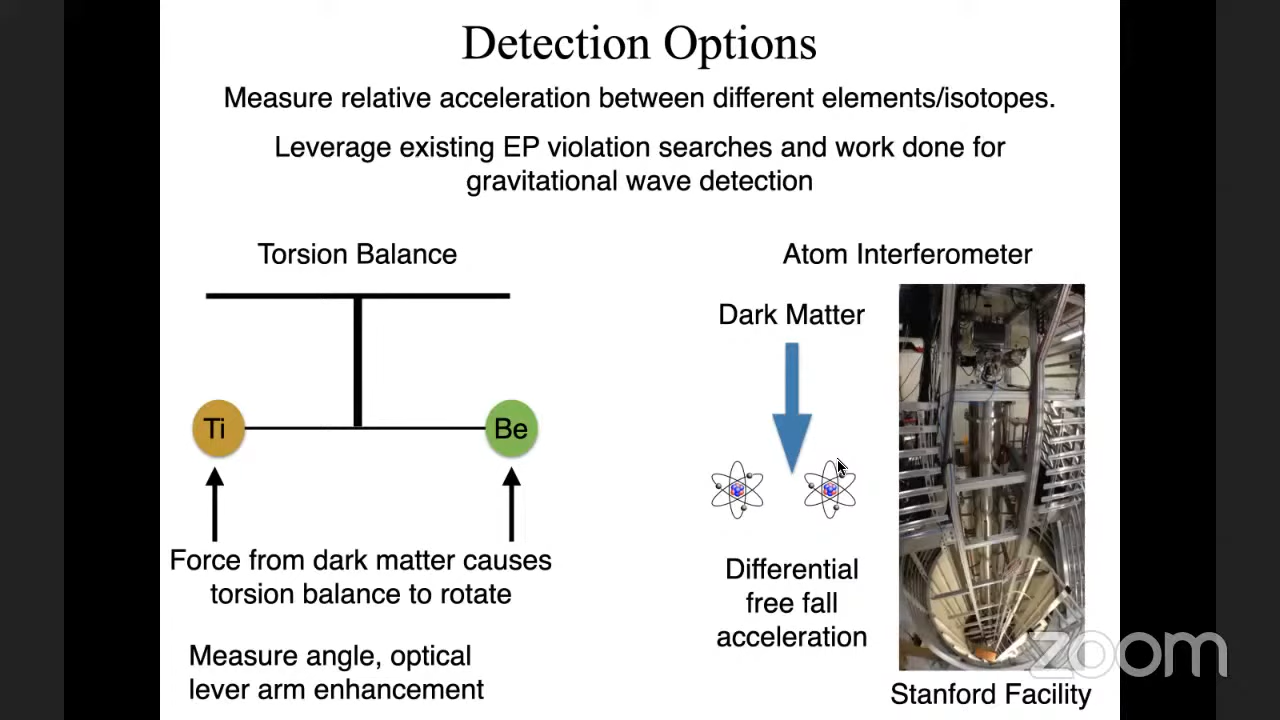 Detection Options
Measure relative acceleration between different elements/isotopes.
Leverage existing EP violation searches and work done for
gravitational wave detection
Torsion Balance
Ti
Be
Force from dark matter causes
torsion balance to rotate
Measure angle, optical
lever arm enhancement
Atom Interferometer
Dark Matter
Differential
free fall
acceleration
Stanford Facility
zoom